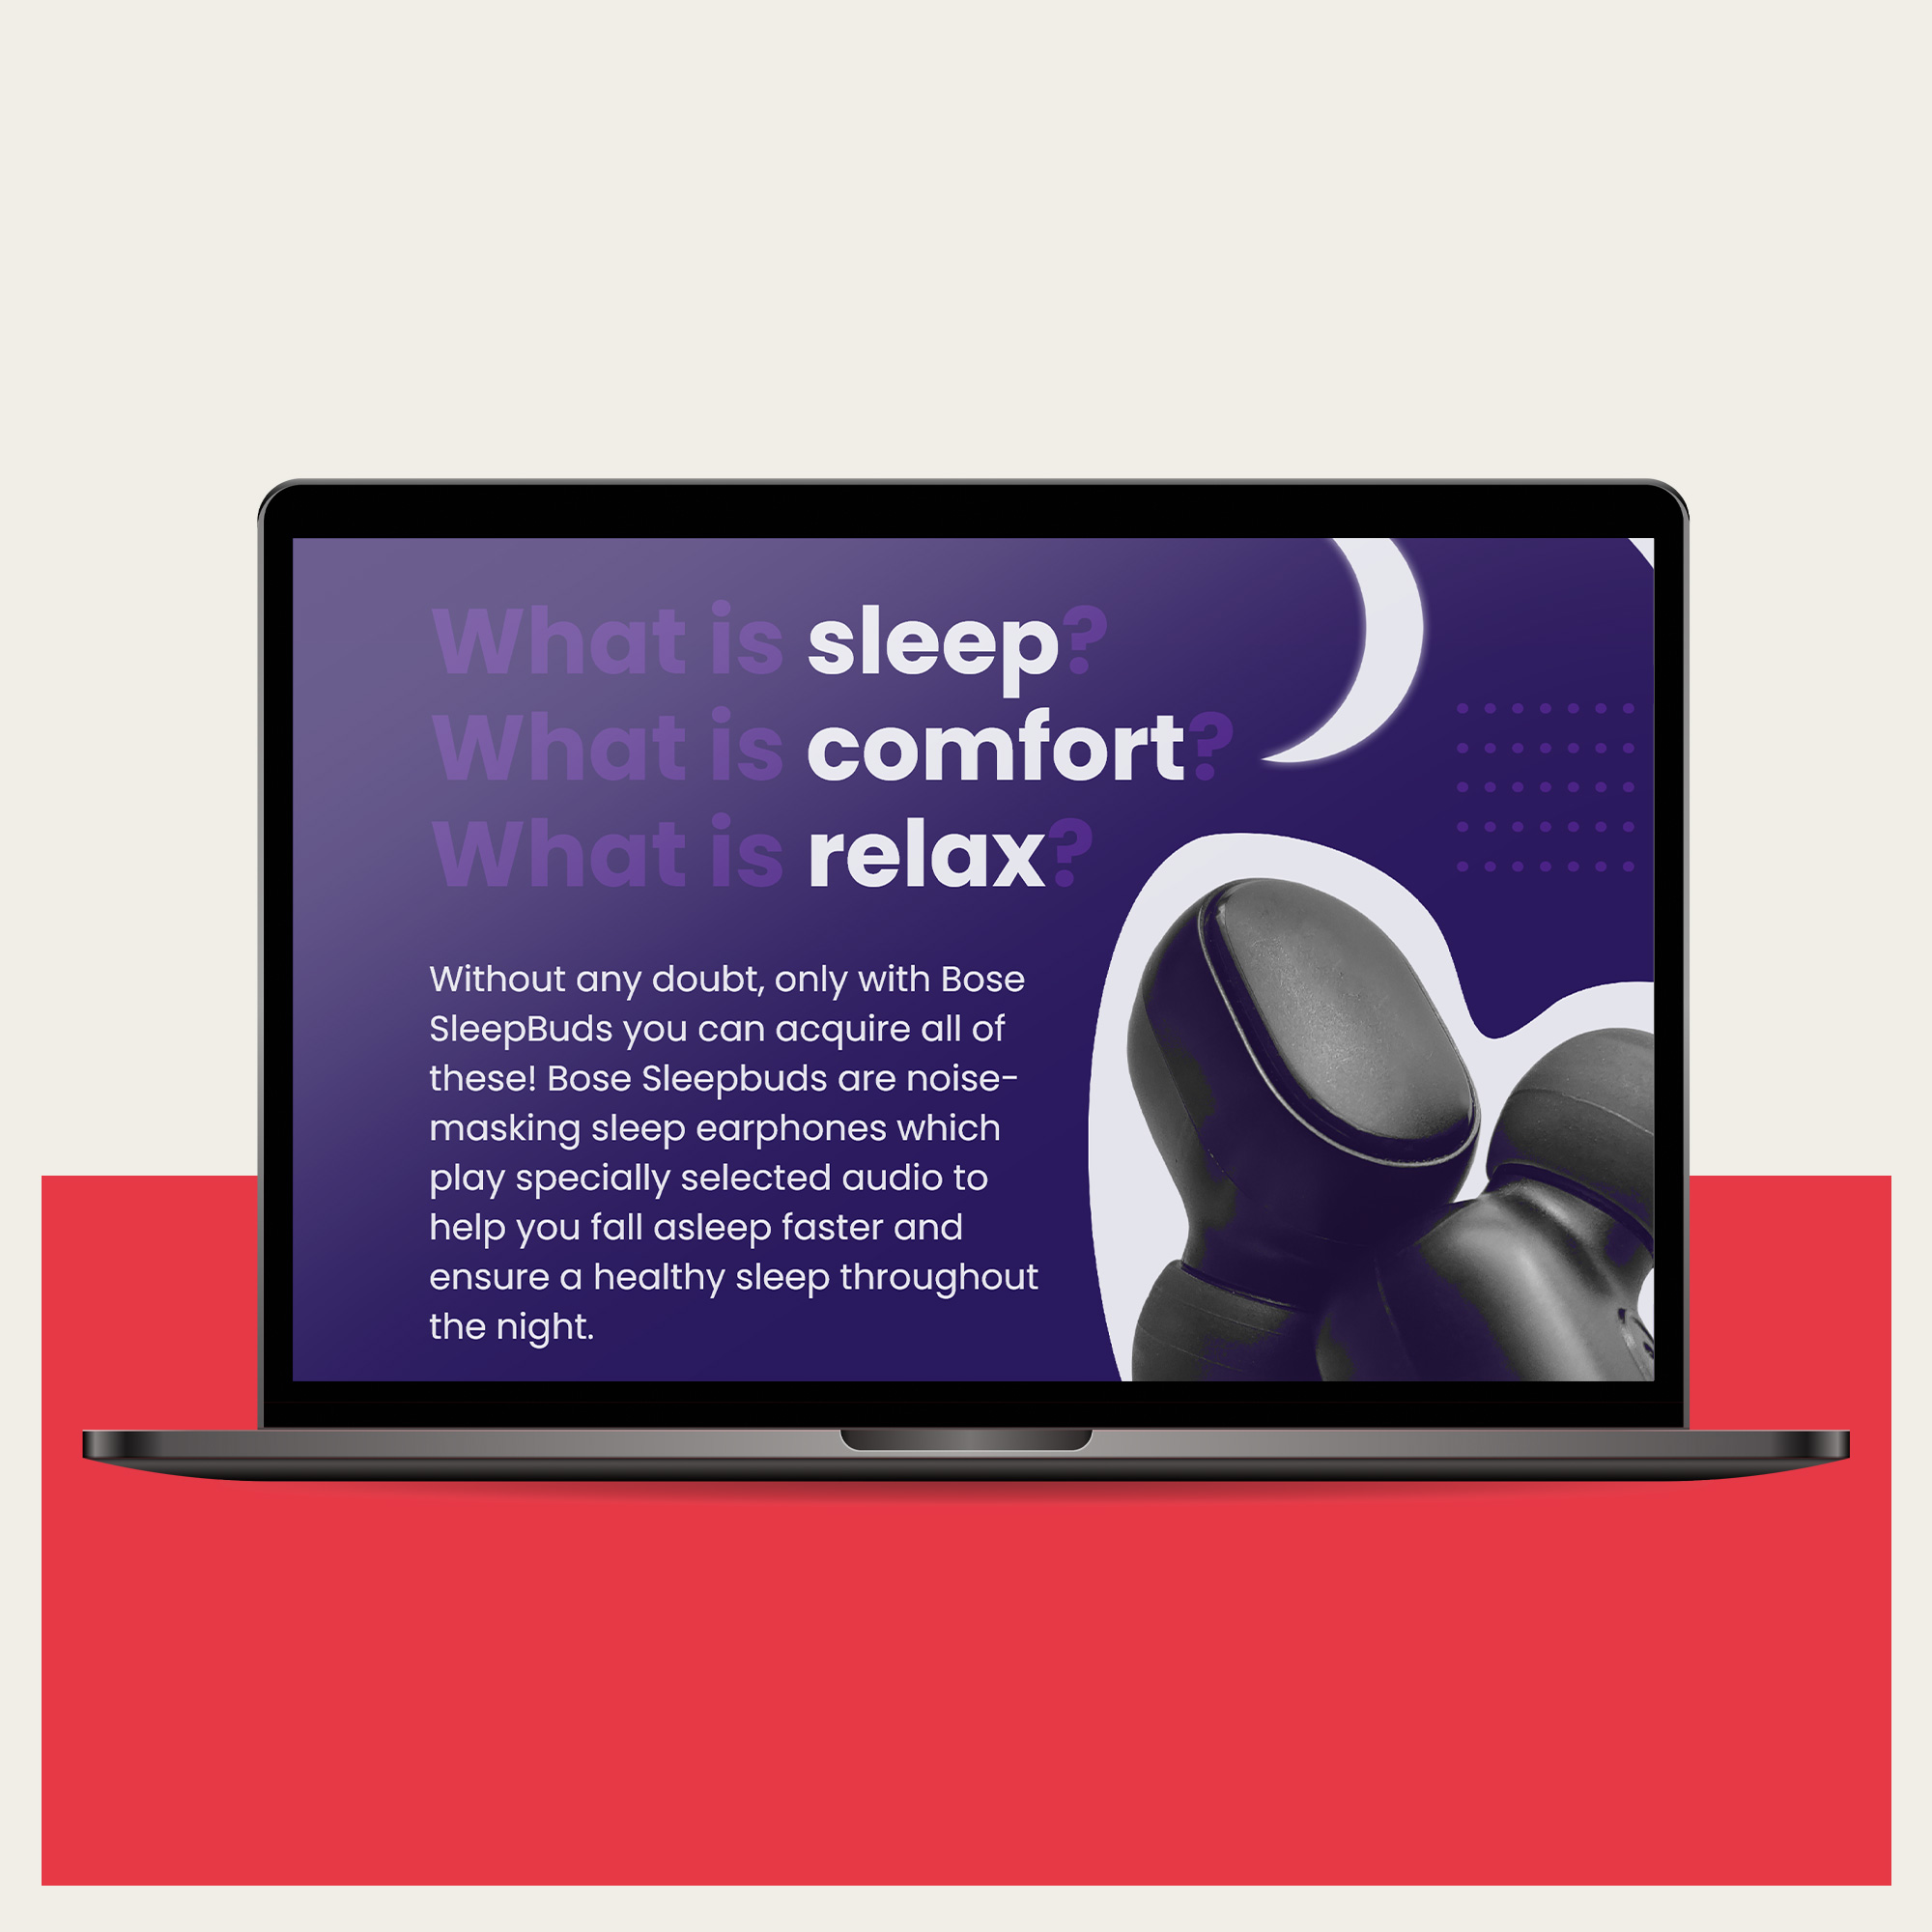 What is sleep?
What is comfort?
What is relax?
Without any doubt, only with Bose
SleepBuds you can acquire all of
these! Bose Sleepbuds are noise-
masking sleep earphones which
play specially selected audio to
help you fall asleep faster and
ensure a healthy sleep throughout
the night.